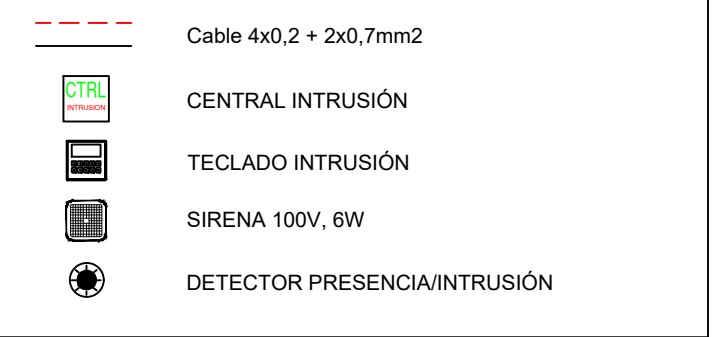 Cable 4x0,2 + 2x0,7mm2
CTRL
INTRUSION
CENTRAL INTRUSIÓN
TECLADO INTRUSIÓN
SIRENA 100V, 6W
DETECTOR PRESENCIA/INTRUSIÓN